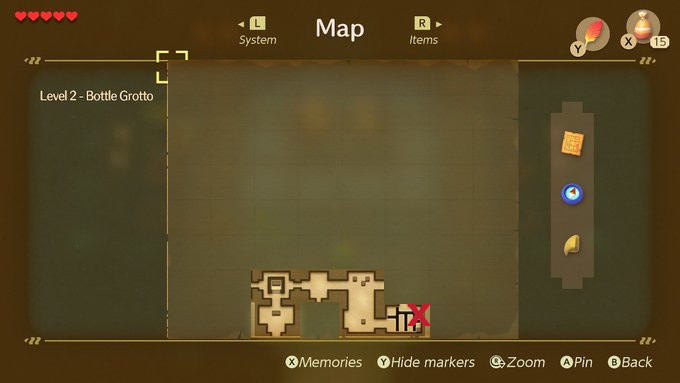 L
Map
R
System
Items
Y
X
15
Level 2 - Bottle Grotto
X Memories
Y Hide markers
Zoom
A Pin
B Back